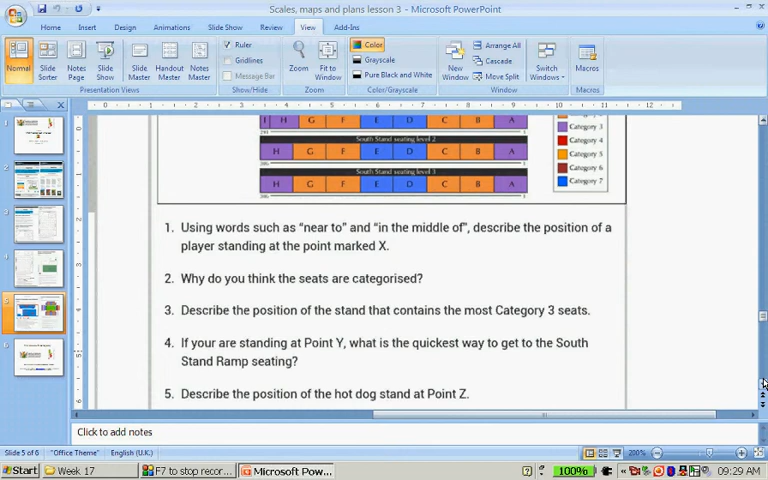 Scales, maps and plans lesson 3 - Microsoft PowerPoint
Home Insert Design Animations Slide Show Review View Add-Ins
Normal Slide Sorter Notes Page Slide Show Slide Master Handout Master Notes Master
Ruler
Gridlines
Message Bar
Zoom Fit to Window
Color
Grayscale
Pure Black and White
New Window
Arrange All
Cascade
Move Split
Switch Windows
Macros
Presentation Views Show/Hide Zoom Color/Grayscale Window Macros
H G F E D C B A
South Stand seating level 2
H G F E D C B A
South Stand seating level 3
H G F E D C B A
Category 3
Category 4
Category 5
Category 6
Category 7
1. Using words such as “near to” and “in the middle of”, describe the position of a
player standing at the point marked X.
2. Why do you think the seats are categorised?
3. Describe the position of the stand that contains the most Category 3 seats.
4. If your are standing at Point Y, what is the quickest way to get to the South
Stand Ramp seating?
5. Describe the position of the hot dog stand at Point Z.
Click to add notes
Slide 5 of 6 "Office Theme" English (U.K.) 200%
Start Week 17 F7 to stop recor... Microsoft Pow... 100% 09:29 AM